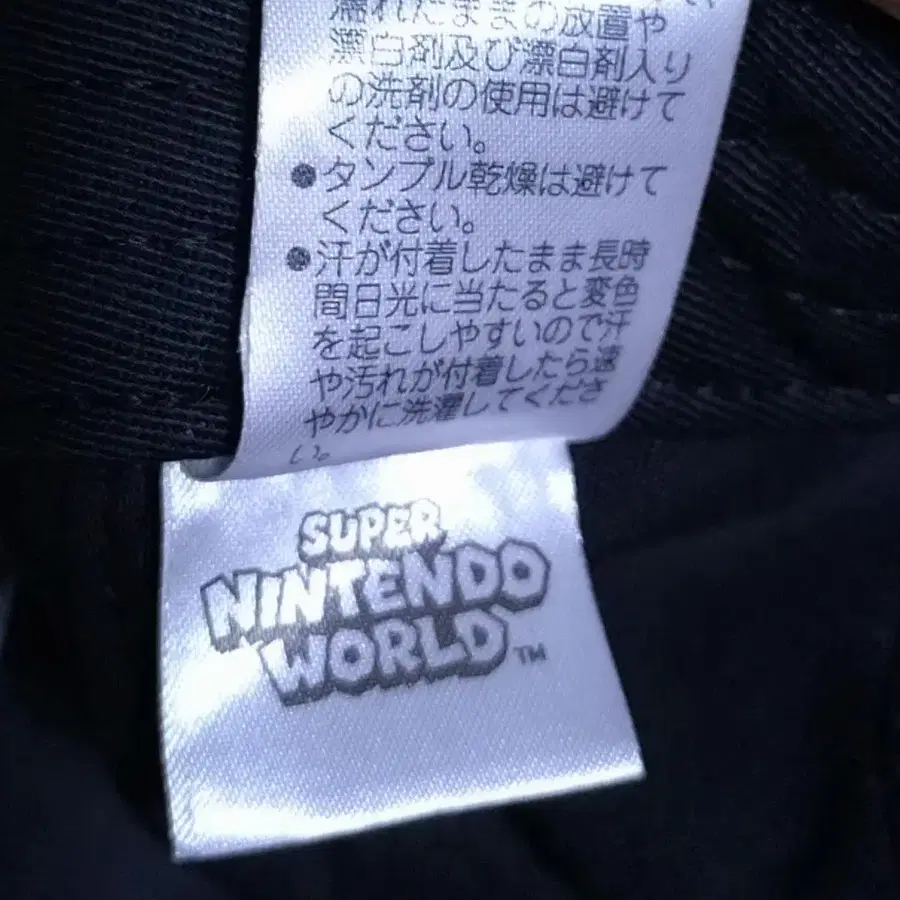 濡れたままの放置や
漂白剤及び漂白剤入り
の洗剤の使用は避けて
ください。
●タンブル乾燥は避けて
ください。
●汗が付着したまま長時
間日光に当たると変色
を起こしやすいので汗
や汚れが付着したら速
やかに洗濯してくださ
い。
SUPER
NINTENDO
WORLD™